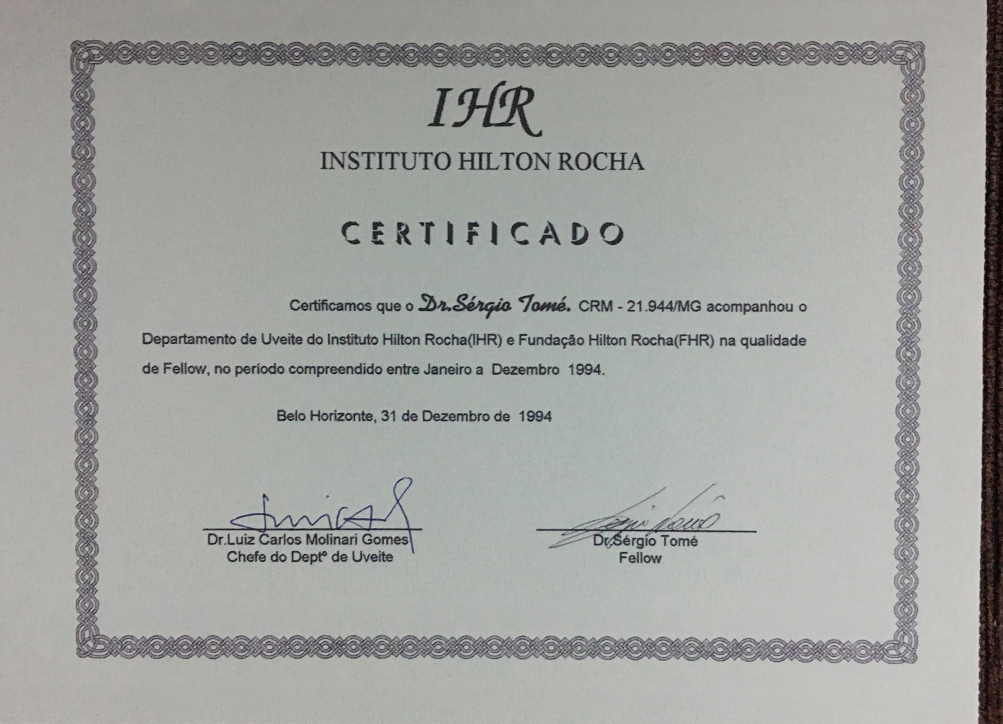 IHR
INSTITUTO HILTON ROCHA
CERTIFICADO
Certificamos que o Dr. Sérgio Tomé. CRM - 21.944/MG acompanhou o
Departamento de Uveite do Instituto Hilton Rocha(IHR) e Fundação Hilton Rocha(FHR) na qualidade
de Fellow, no período compreendido entre Janeiro a Dezembro 1994.
Belo Horizonte, 31 de Dezembro de 1994
Dr.Luiz Carlos Molinari Gomes
Chefe do Deptº de Uveite
Dr.Sérgio Tomé
Fellow